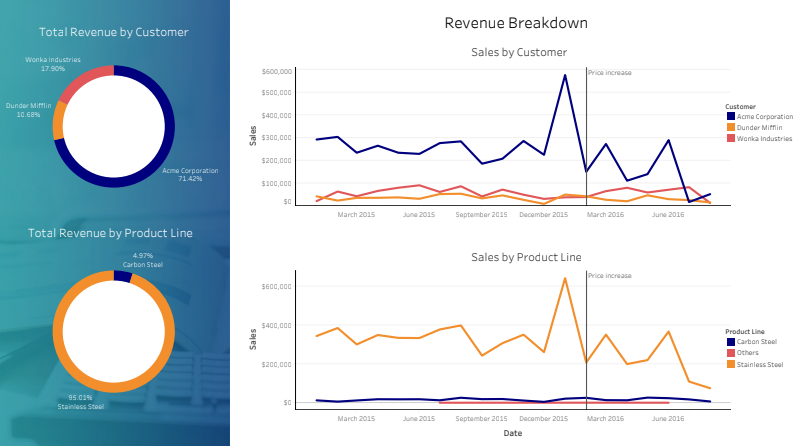 Revenue Breakdown
Total Revenue by Customer
Wonka Industries
17.90%
Dunder Mifflin
10.68%
Acme Corporation
71.42%
Total Revenue by Product Line
4.97%
Carbon Steel
95.01%
Stainless Steel
Sales by Customer
Price increase
$600,000
$500,000
$400,000
$300,000
$200,000
$100,000
$0
Sales
March 2015 June 2015 September 2015 December 2015 March 2016 June 2016
Customer
Acme Corporation
Dunder Mifflin
Wonka Industries
Sales by Product Line
Price increase
$600,000
$400,000
$200,000
$0
Sales
March 2015 June 2015 September 2015 December 2015 March 2016 June 2016
Date
Product Line
Carbon Steel
Others
Stainless Steel